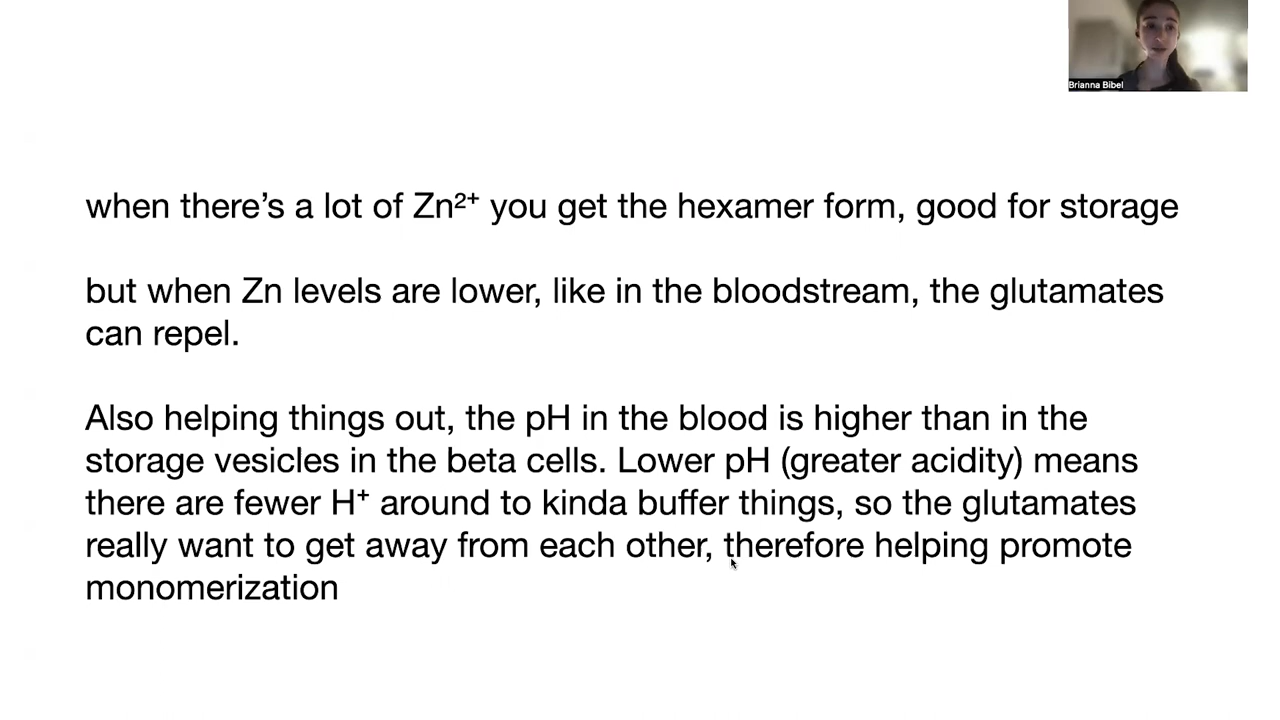 Brianna Bibel
when there's a lot of Zn²⁺ you get the hexamer form, good for storage
but when Zn levels are lower, like in the bloodstream, the glutamates
can repel.
Also helping things out, the pH in the blood is higher than in the
storage vesicles in the beta cells. Lower pH (greater acidity) means
there are fewer H⁺ around to kinda buffer things, so the glutamates
really want to get away from each other, therefore helping promote
monomerization